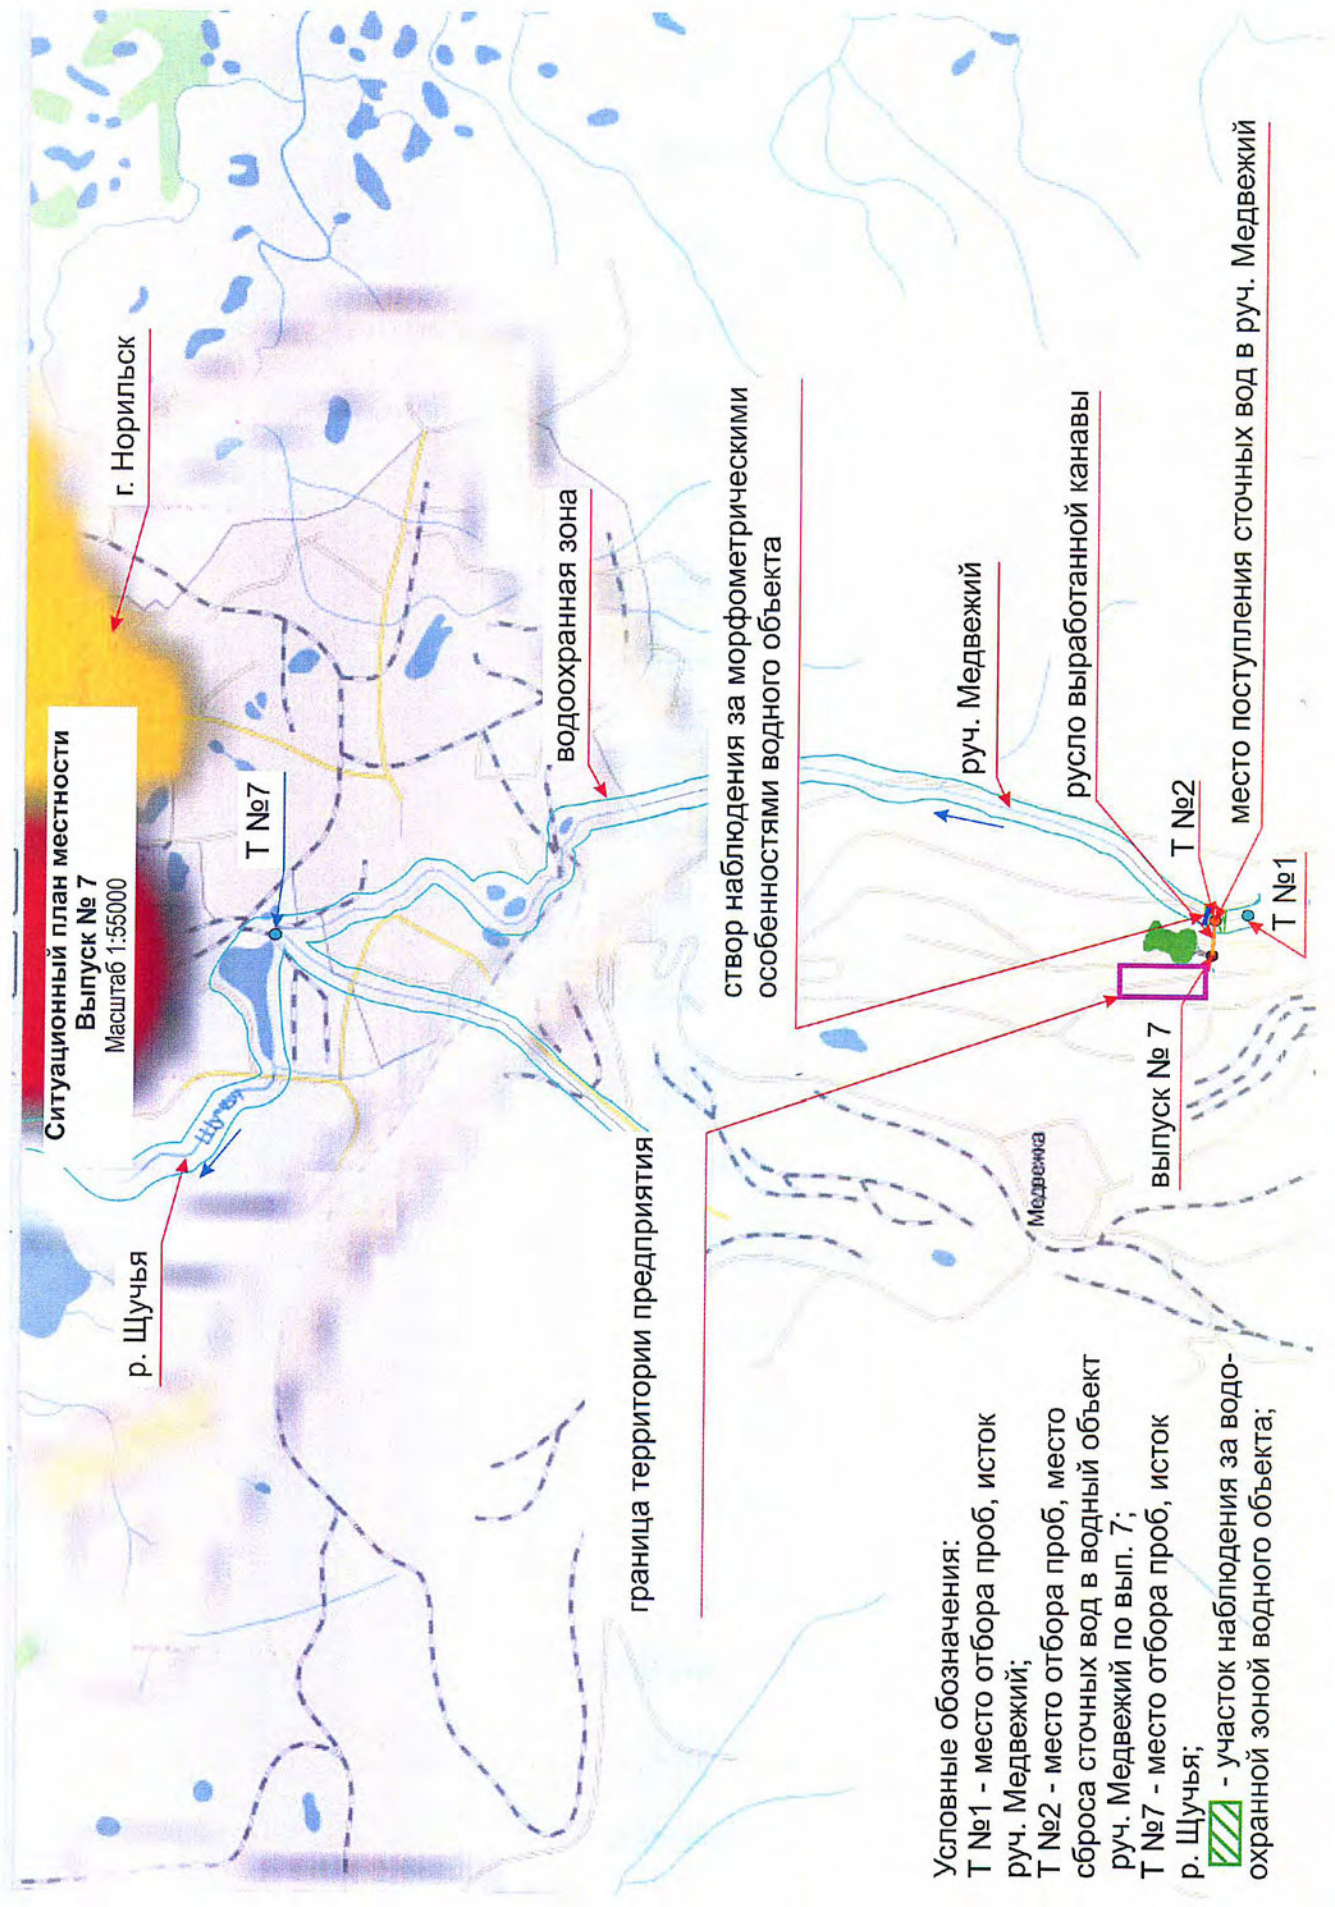 Ситуационный план местности
Выпуск № 7
Масштаб 1:55000
г. Норильск
р. Щучья
Т №7
водоохранная зона
граница территории предприятия
створ наблюдения за морфометрическими
особенностями водного объекта
руч. Медвежий
русло выработанной канавы
Т №2
место поступления сточных вод в руч. Медвежий
Т №1
выпуск № 7
Медвежка
Условные обозначения:
Т №1 - место отбора проб, исток
руч. Медвежий;
Т №2 - место отбора проб, место
сброса сточных вод в водный объект
руч. Медвежий по вып. 7;
Т №7 - место отбора проб, исток
р. Щучья;
- участок наблюдения за водо-
охранной зоной водного объекта;